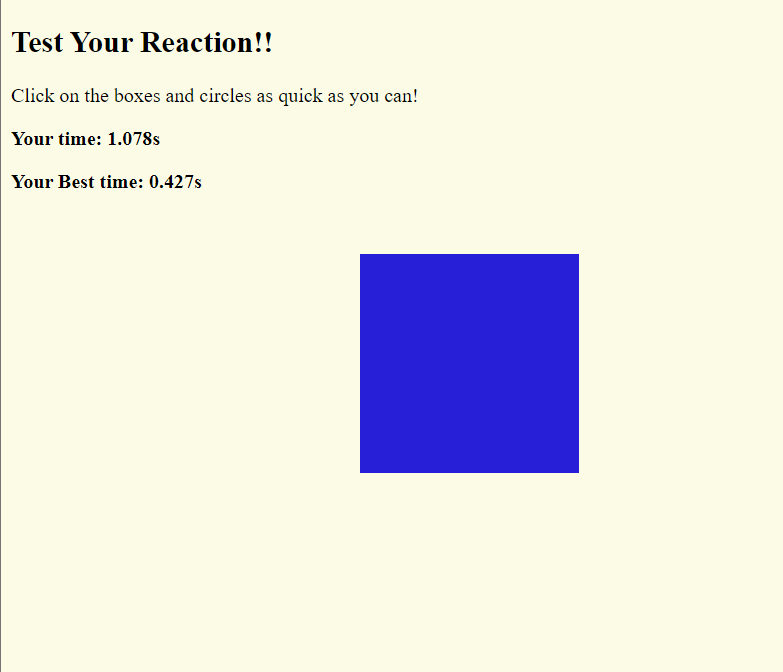 Test Your Reaction!!
Click on the boxes and circles as quick as you can!
Your time: 1.078s
Your Best time: 0.427s